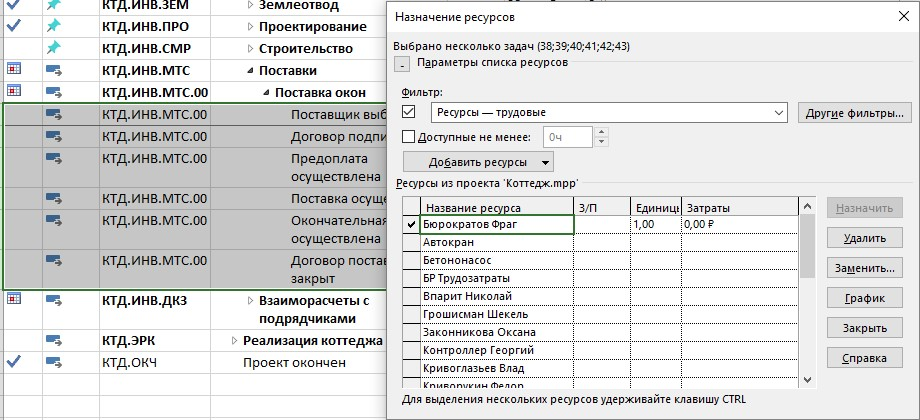 КТД.ИНВ.ЗЕМ Землеотвод
КТД.ИНВ.ПРО Проектирование
КТД.ИНВ.СМР Строительство
КТД.ИНВ.МТС Поставки
КТД.ИНВ.МТС.00 Поставка окон
КТД.ИНВ.МТС.00 Поставщик выб
КТД.ИНВ.МТС.00 Договор подпи
КТД.ИНВ.МТС.00 Предоплата
осуществлена
КТД.ИНВ.МТС.00 Поставка осуще
КТД.ИНВ.МТС.00 Окончательная
осуществлена
КТД.ИНВ.МТС.00 Договор постав
закрыт
КТД.ИНВ.ДКЗ Взаиморасчеты с
подрядчиками
КТД.ЭРК Реализация коттеджа
КТД.ОКЧ Проект окончен
Назначение ресурсов
Выбрано несколько задач (38;39;40;41;42;43)
- Параметры списка ресурсов
Фильтр:
Ресурсы — трудовые Другие фильтры...
Доступные не менее: 0ч
Добавить ресурсы
Ресурсы из проекта 'Коттедж.mpp'
Название ресурса З/П Единиць Затраты
Бюрократов Фраг 1,00 0,00 ₽
Автокран
Бетононасос
БР Трудозатраты
Впарит Николай
Грошисман Шекель
Законникова Оксана
Контроллер Георгий
Кривоглазьев Влад
Криворукин Федор
Назначить
Удалить
Заменить...
График
Закрыть
Справка
Для выделения нескольких ресурсов удерживайте клавишу CTRL